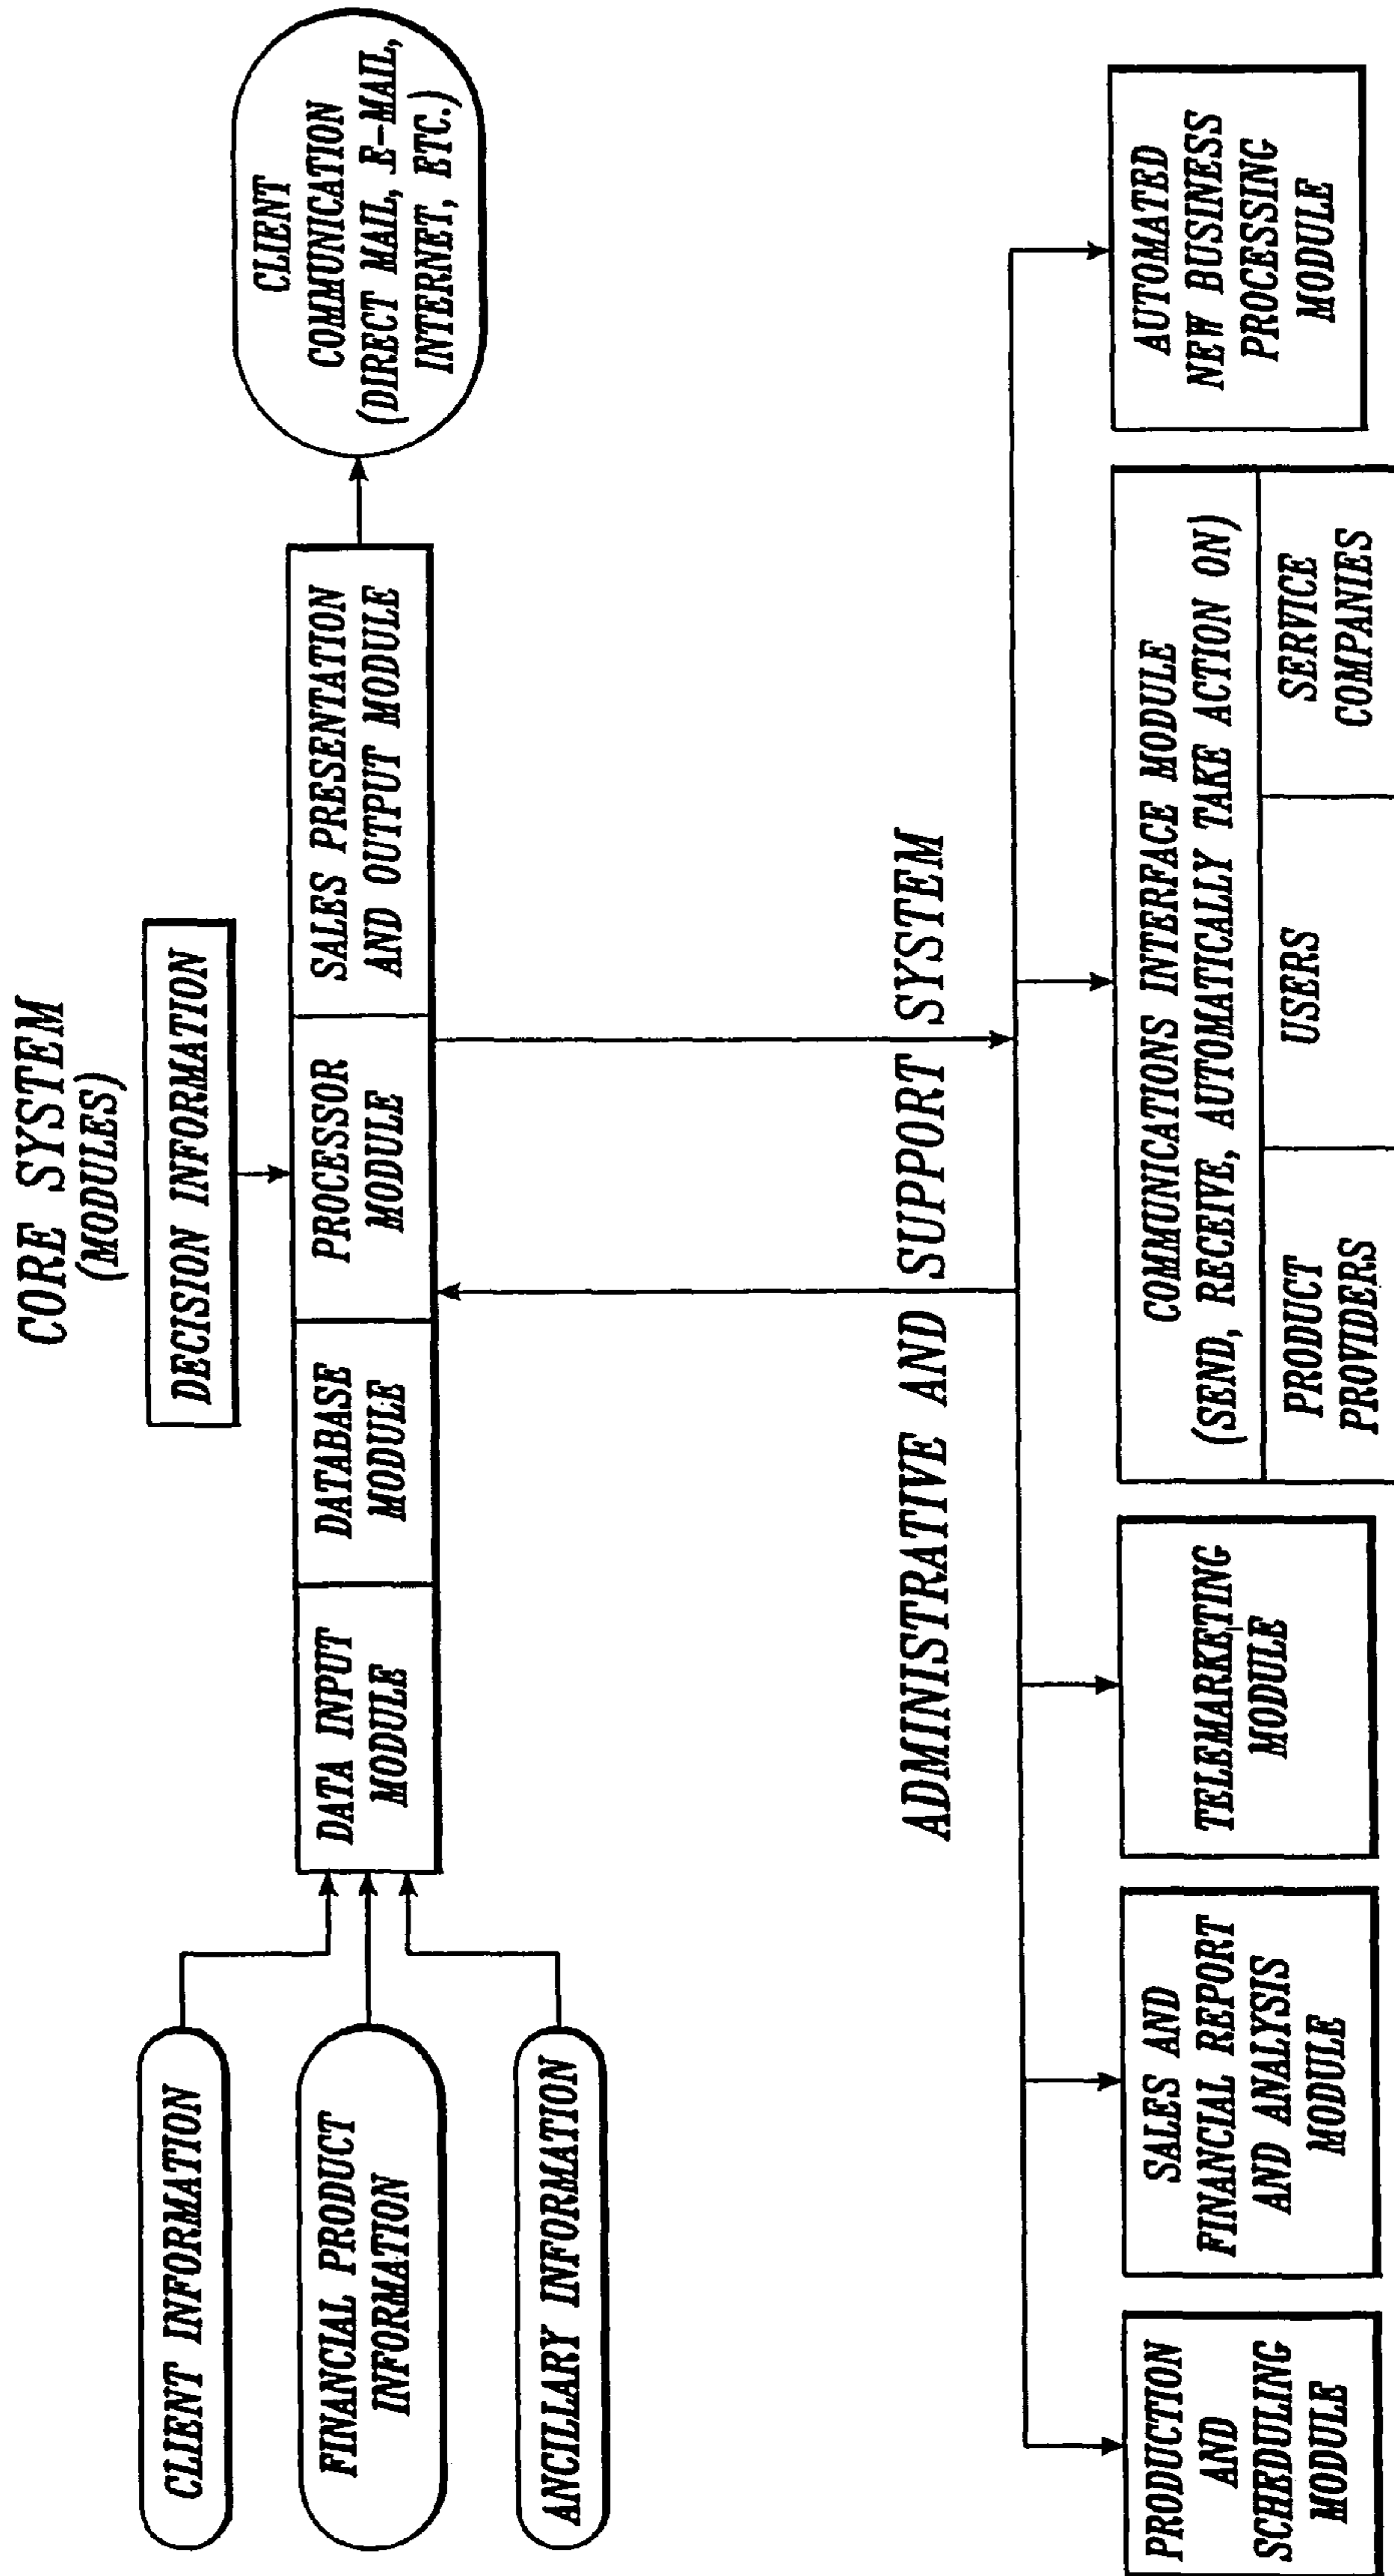 CORE SYSTEM
(MODULES)
DECISION INFORMATION
CLIENT INFORMATION
FINANCIAL PRODUCT
INFORMATION
ANCILLARY INFORMATION
DATA INPUT
MODULE
DATABASE
MODULE
PROCESSOR
MODULE
SALES PRESENTATION
AND OUTPUT MODULE
CLIENT
COMMUNICATION
(DIRECT MAIL, E-MAIL,
INTERNET, ETC.)
ADMINISTRATIVE AND SUPPORT SYSTEM
PRODUCTION
AND
SCHEDULING
MODULE
SALES AND
FINANCIAL REPORT
AND ANALYSIS
MODULE
TELEMARKETING
MODULE
COMMUNICATIONS INTERFACE MODULE
(SEND, RECEIVE, AUTOMATICALLY TAKE ACTION ON)
PRODUCT
PROVIDERS
USERS
SERVICE
COMPANIES
AUTOMATED
NEW BUSINESS
PROCESSING
MODULE